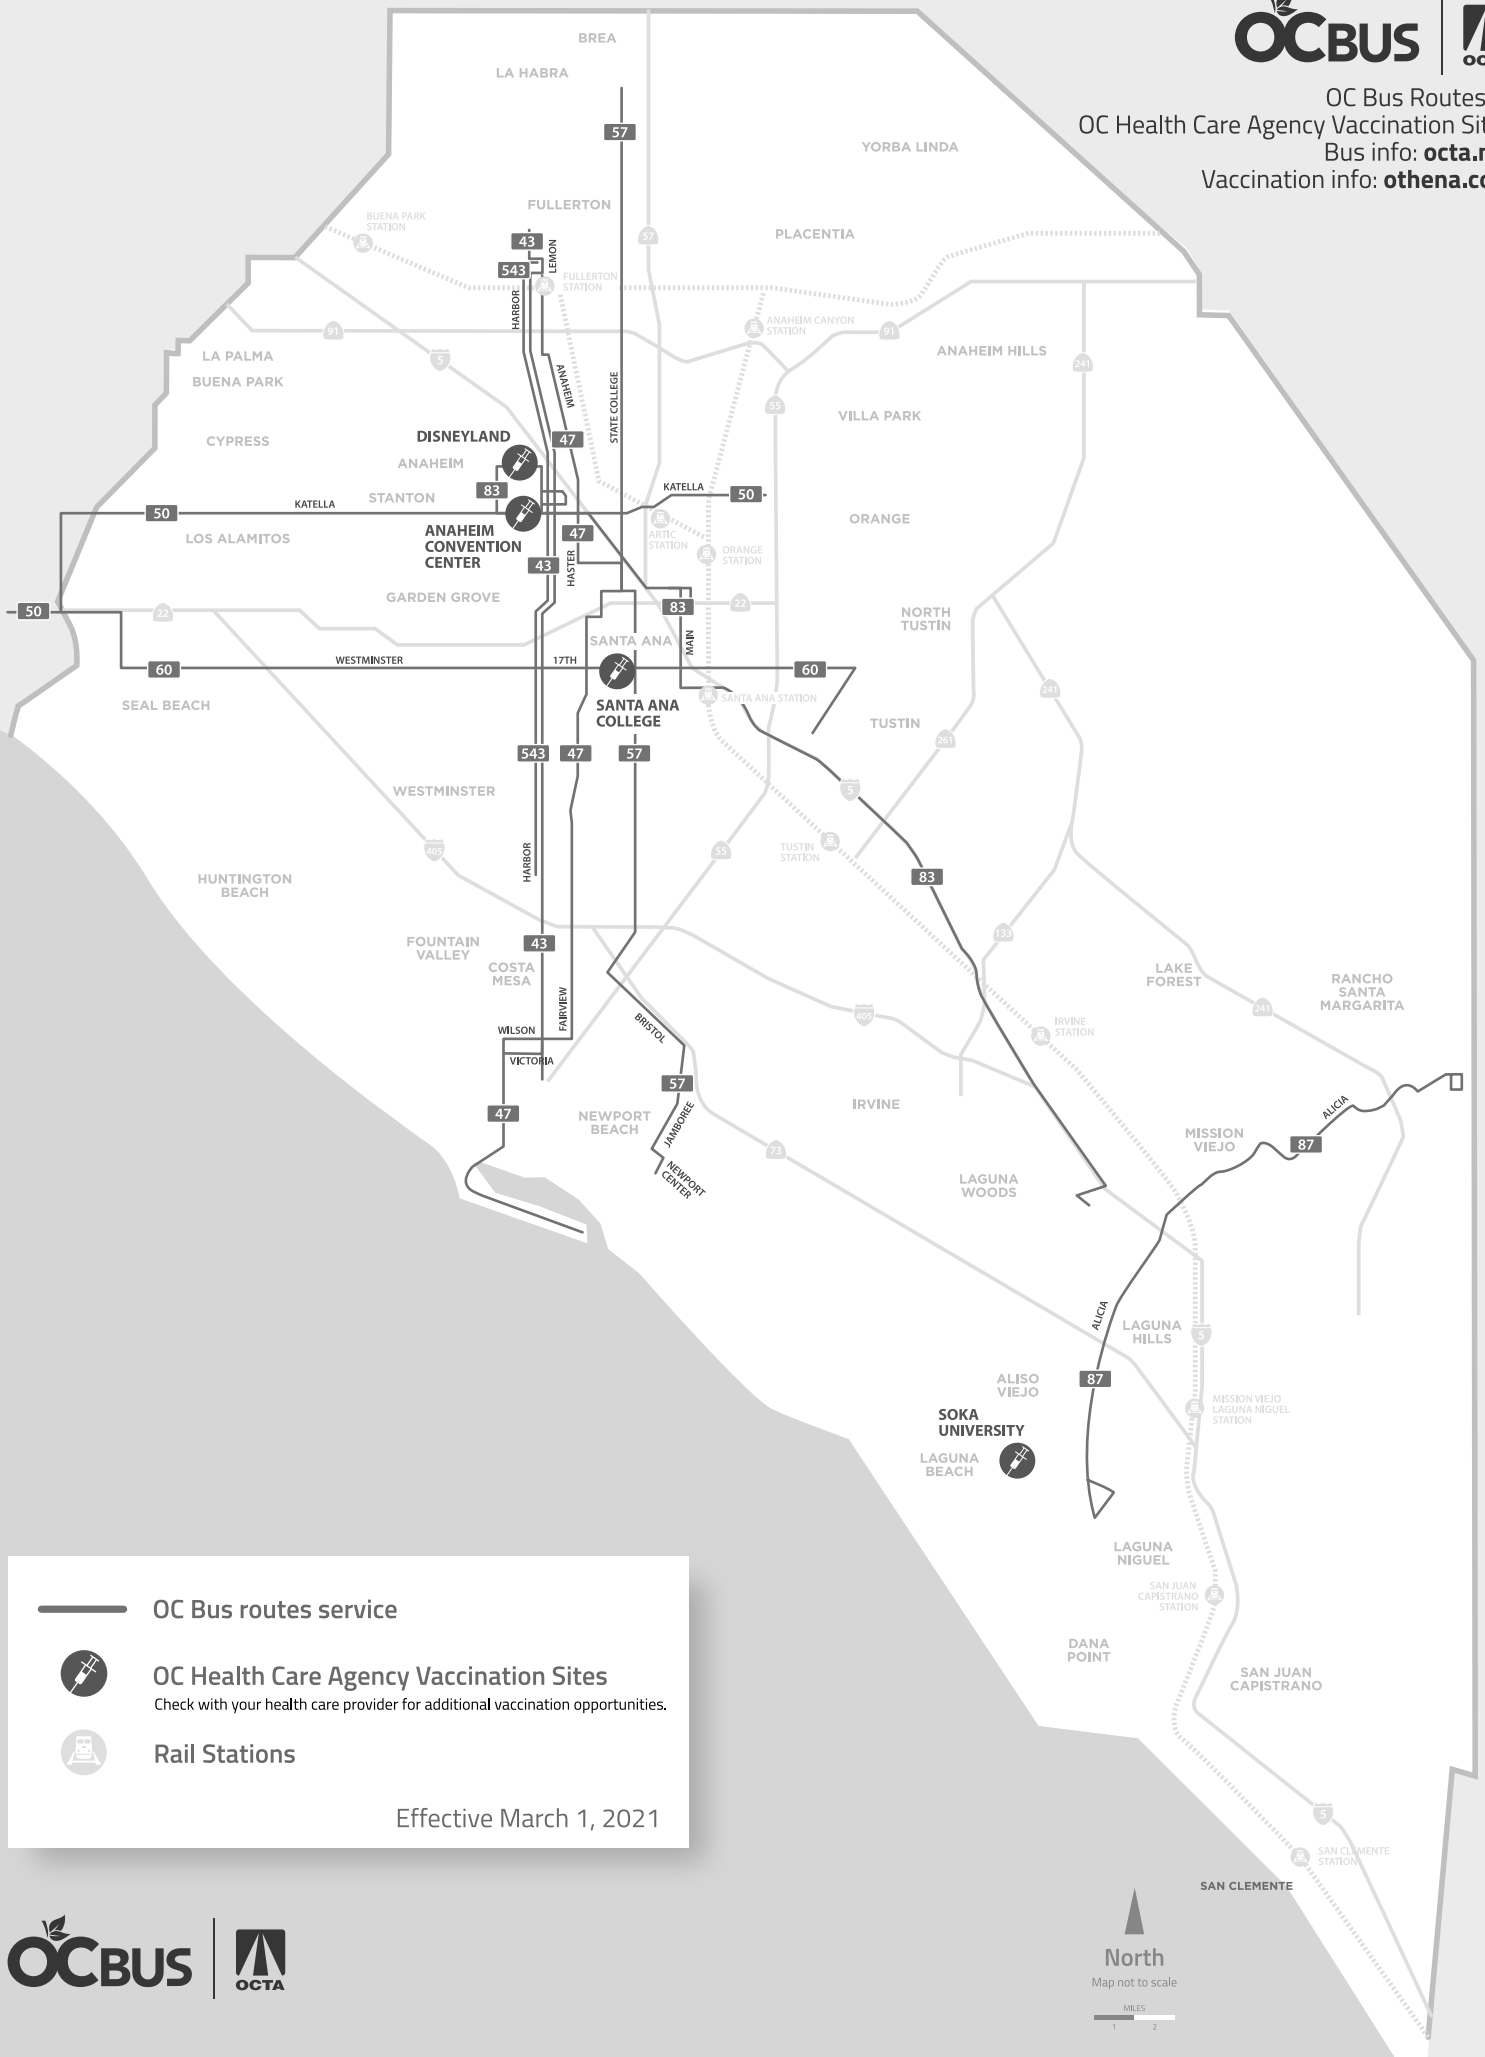 OCBUS
OC Bus Routes
OC Health Care Agency Vaccination
Bus info:
Vaccination info:
BREA
LA HABRA
57
YORBA LINDA
FULLERTON
BUENA PARK
STATION
57
PLACENTIA
43
LEMON
543
FULLERTON
STATION
HARBOR
91
ANAHEIM CANYON
STATION
91
LA PALMA
5
ANAHEIM HILLS
241
BUENA PARK
ANAHEIM
STATE COLLEGE
55
VILLA PARK
CYPRESS
DISNEYLAND
47
ANAHEIM
83
STANTON
KATELLA
50
KATELLA
50
ORANGE
ANAHEIM
CONVENTION
CENTER
47
ARTIC
STATION
LOS ALAMITOS
ORANGE
STATION
43
HASTER
GARDEN GROVE
50
22
83
22
NORTH
TUSTIN
SANTA ANA
MAIN
60
WESTMINSTER
17TH
60
241
SEAL BEACH
SANTA ANA
COLLEGE
SANTA ANA STATION
TUSTIN
261
543
47
57
WESTMINSTER
5
405
HARBOR
55
TUSTIN
STATION
HUNTINGTON
BEACH
83
FOUNTAIN
VALLEY
43
133
COSTA
MESA
LAKE
FOREST
RANCHO
SANTA
MARGARITA
FAIRVIEW
241
WILSON
BRISTOL
405
IRVINE
STATION
VICTORIA
57
47
NEWPORT
BEACH
JAMBOREE
IRVINE
ALICIA
MISSION
VIEJO
87
73
NEWPORT
CENTER
LAGUNA
WOODS
ALICIA
LAGUNA
HILLS
5
ALISO
VIEJO
87
MISSION VIEJO
LAGUNA NIGUEL
STATION
SOKA
UNIVERSITY
LAGUNA
BEACH
LAGUNA
NIGUEL
SAN JUAN
CAPISTRANO
STATION
DANA
POINT
SAN JUAN
CAPISTRANO
5
SAN CLEMENTE
STATION
SAN CLEMENTE
OC Bus routes service
OC Health Care Agency Vaccination Sites
Check with your health care provider for additional vaccination opportunities.
Rail Stations
Effective March 1, 2021
OCBUS
OCTA
North
Map not to scale
MILES
1 2